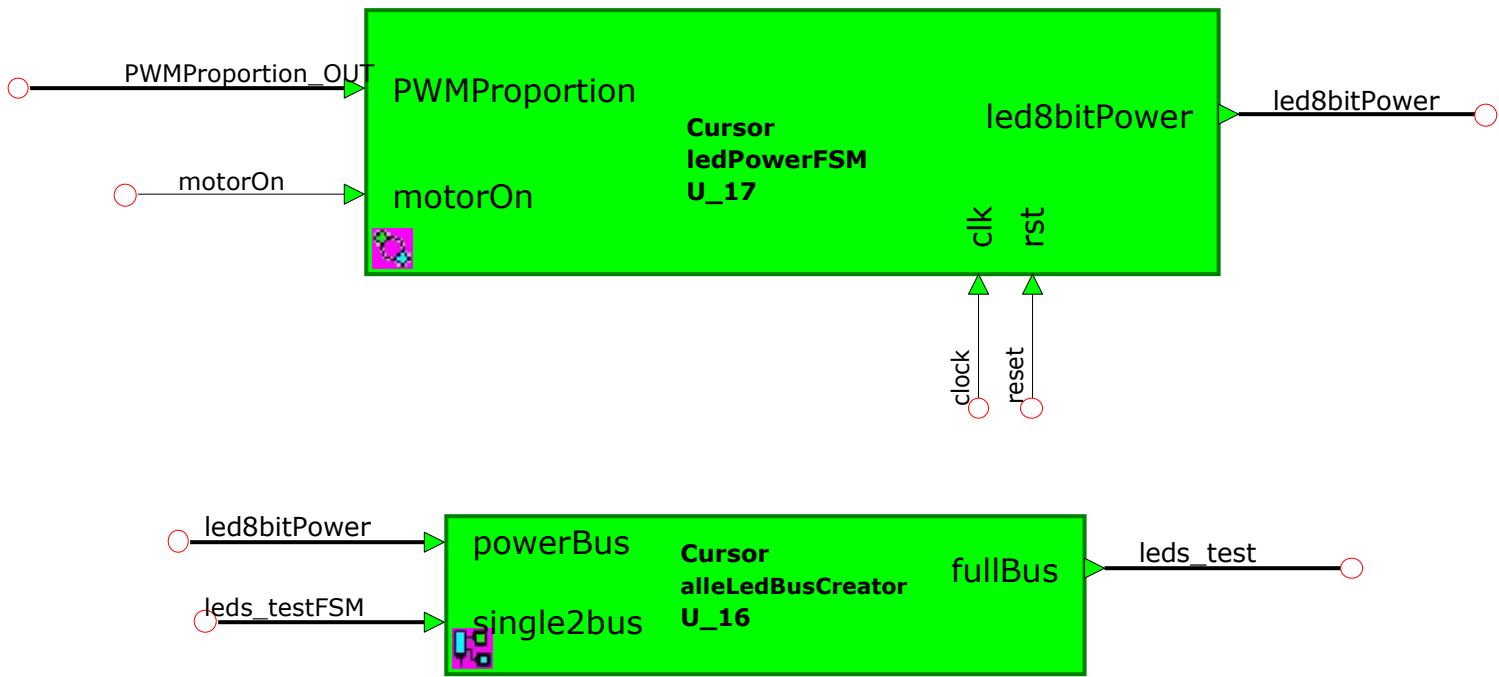 PWMProportion_OUT
PWMProportion
led8bitPower
led8bitPower
Cursor
ledPowerFSM
U_17
motorOn
motorOn
clk
rst
clock
reset
led8bitPower
powerBus
Cursor
alleLedBusCreator
U_16
fullBus
leds_test
leds_testFSM
single2bus